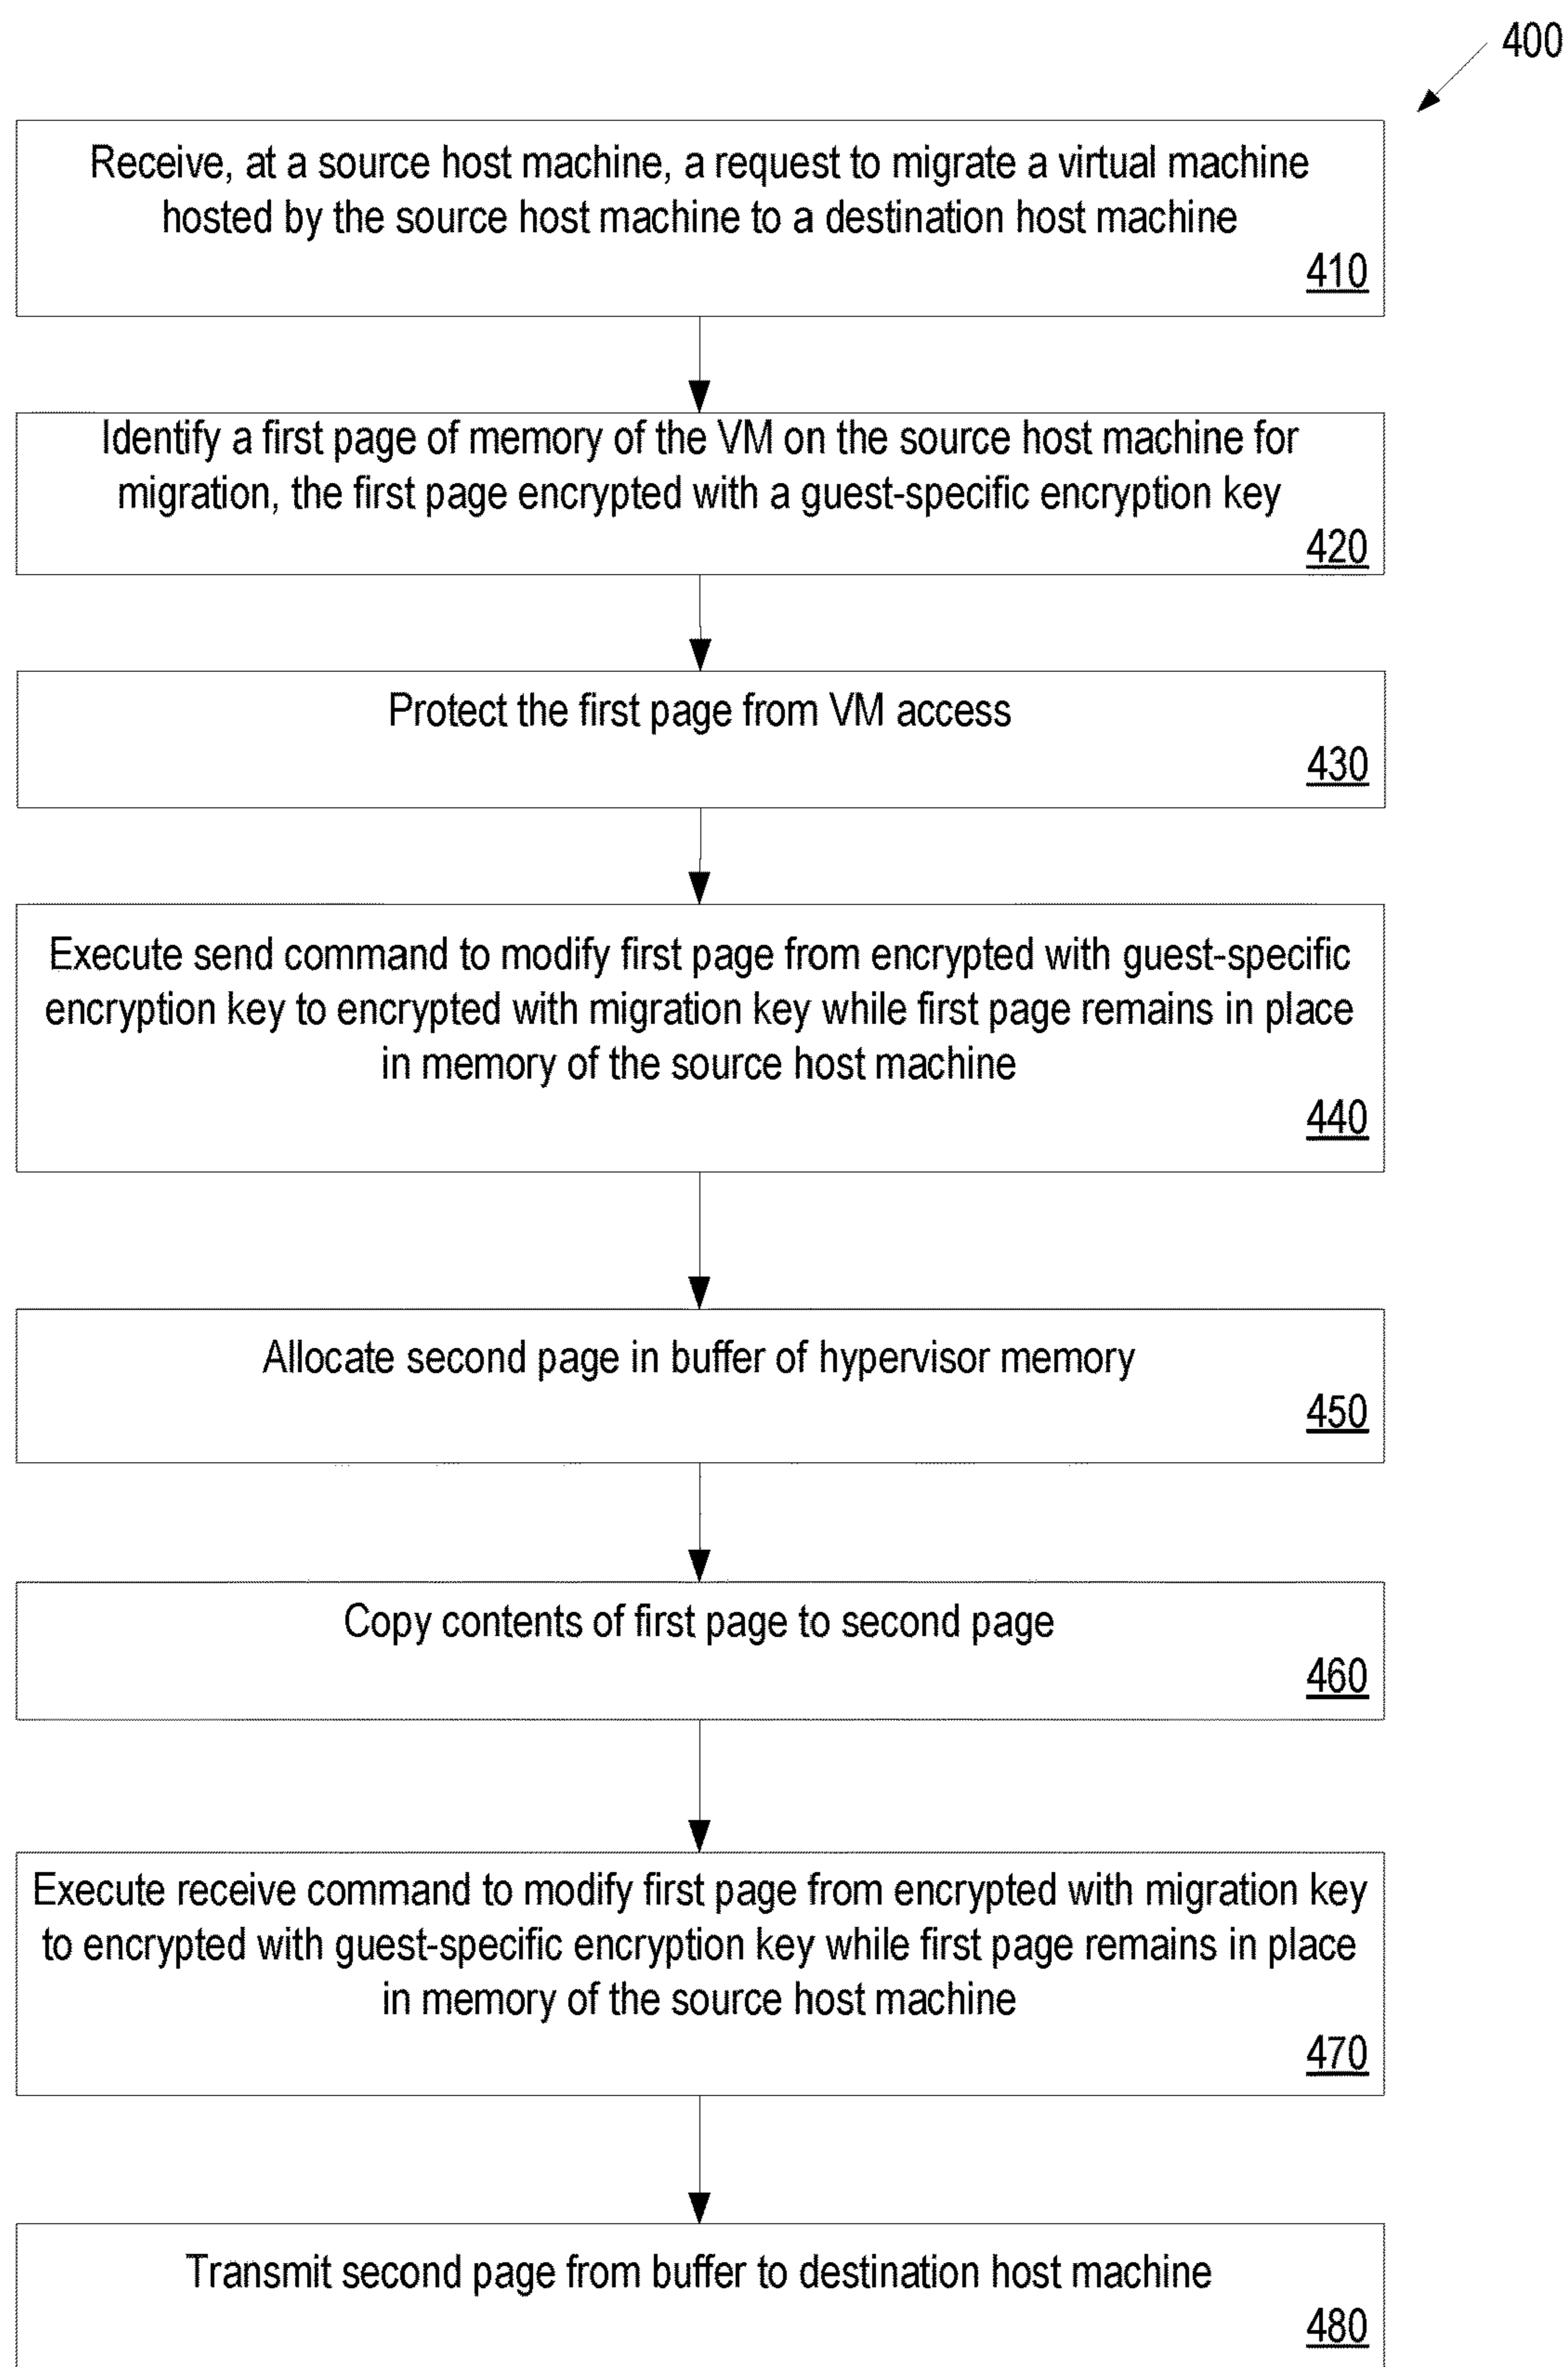 400
Receive, at a source host machine, a request to migrate a virtual machine
hosted by the source host machine to a destination host machine
410
Identify a first page of memory of the VM on the source host machine for
migration, the first page encrypted with a guest-specific encryption key
420
Protect the first page from VM access
430
Execute send command to modify first page from encrypted with guest-specific
encryption key to encrypted with migration key while first page remains in place
in memory of the source host machine
440
Allocate second page in buffer of hypervisor memory
450
Copy contents of first page to second page
460
Execute receive command to modify first page from encrypted with migration key
to encrypted with guest-specific encryption key while first page remains in place
in memory of the source host machine
470
Transmit second page from buffer to destination host machine
480